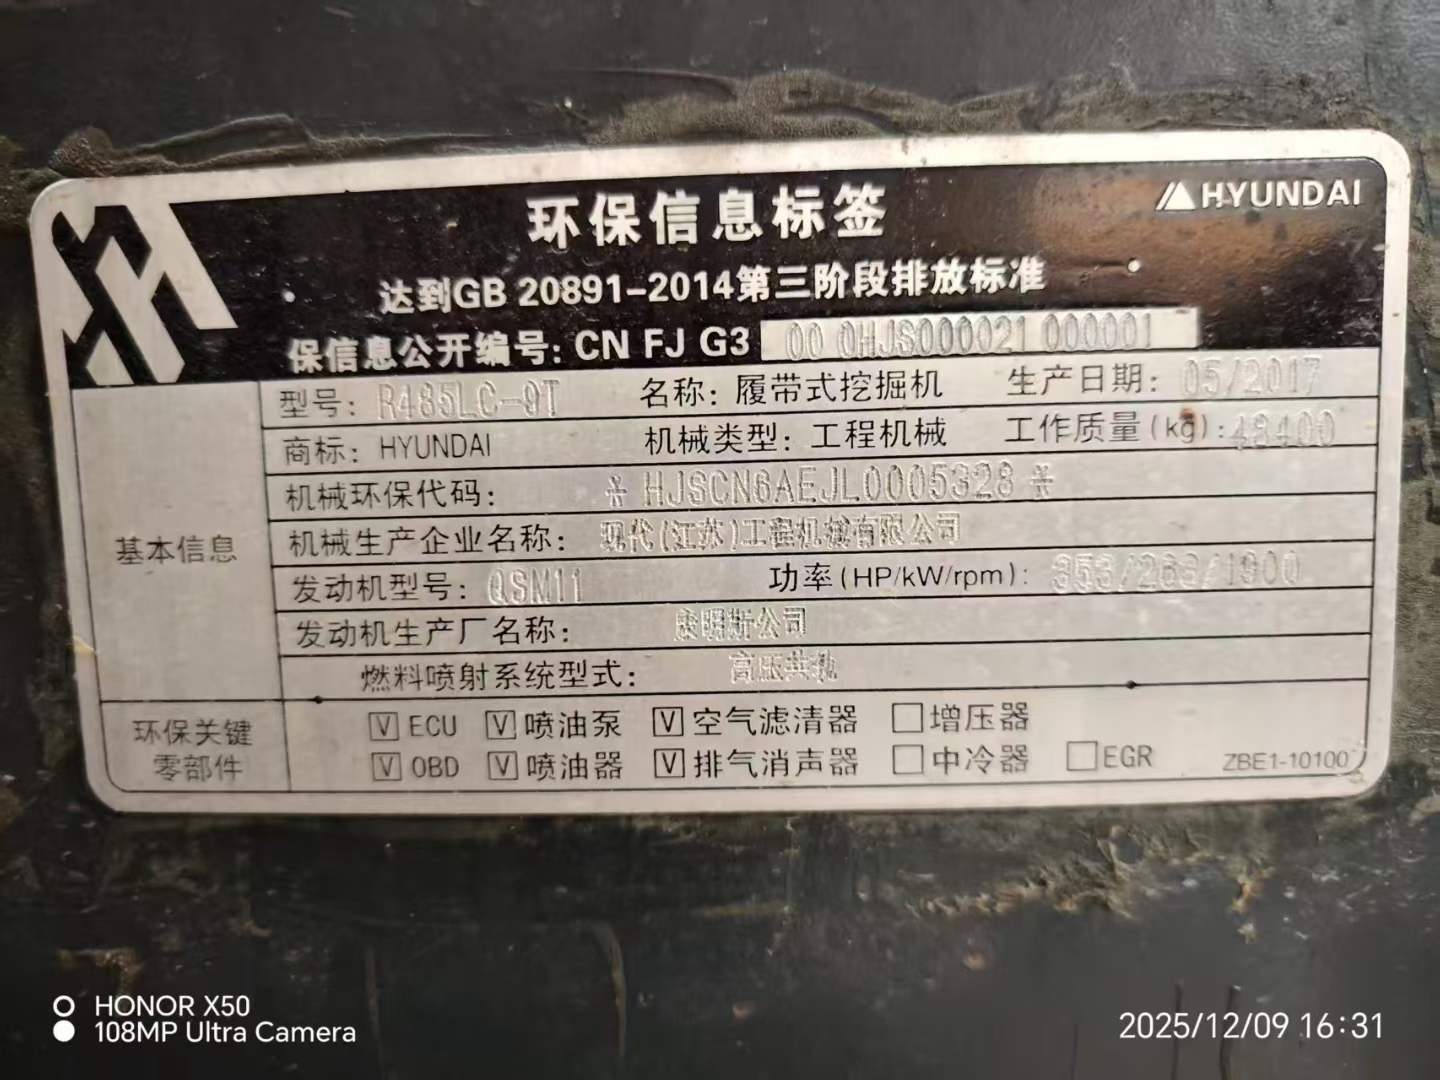 HYUNDAI
环保信息标签
达到GB 20891-2014第三阶段排放标准
保信息公开编号: CN FJ G3 00 0HJS000021 000001
型号: R485LC-9T 名称: 履带式挖掘机 生产日期: 05/2017
商标: HYUNDAI 机械类型: 工程机械 工作质量(kg): 48400
机械环保代码: * HJSCN6AEJL0005328 *
基本信息
机械生产企业名称: 现代(江苏)工程机械有限公司
发动机型号: QSM11 功率(HP/kW/rpm): 353/263/1900
发动机生产厂名称: 康明斯公司
燃料喷射系统型式: 高压共轨
环保关键零部件
V ECU V 喷油泵 V 空气滤清器 增压器
V OBD V 喷油器 V 排气消声器 中冷器 EGR ZBE1-10100
HONOR X50
108MP Ultra Camera
2025/12/09 16:31